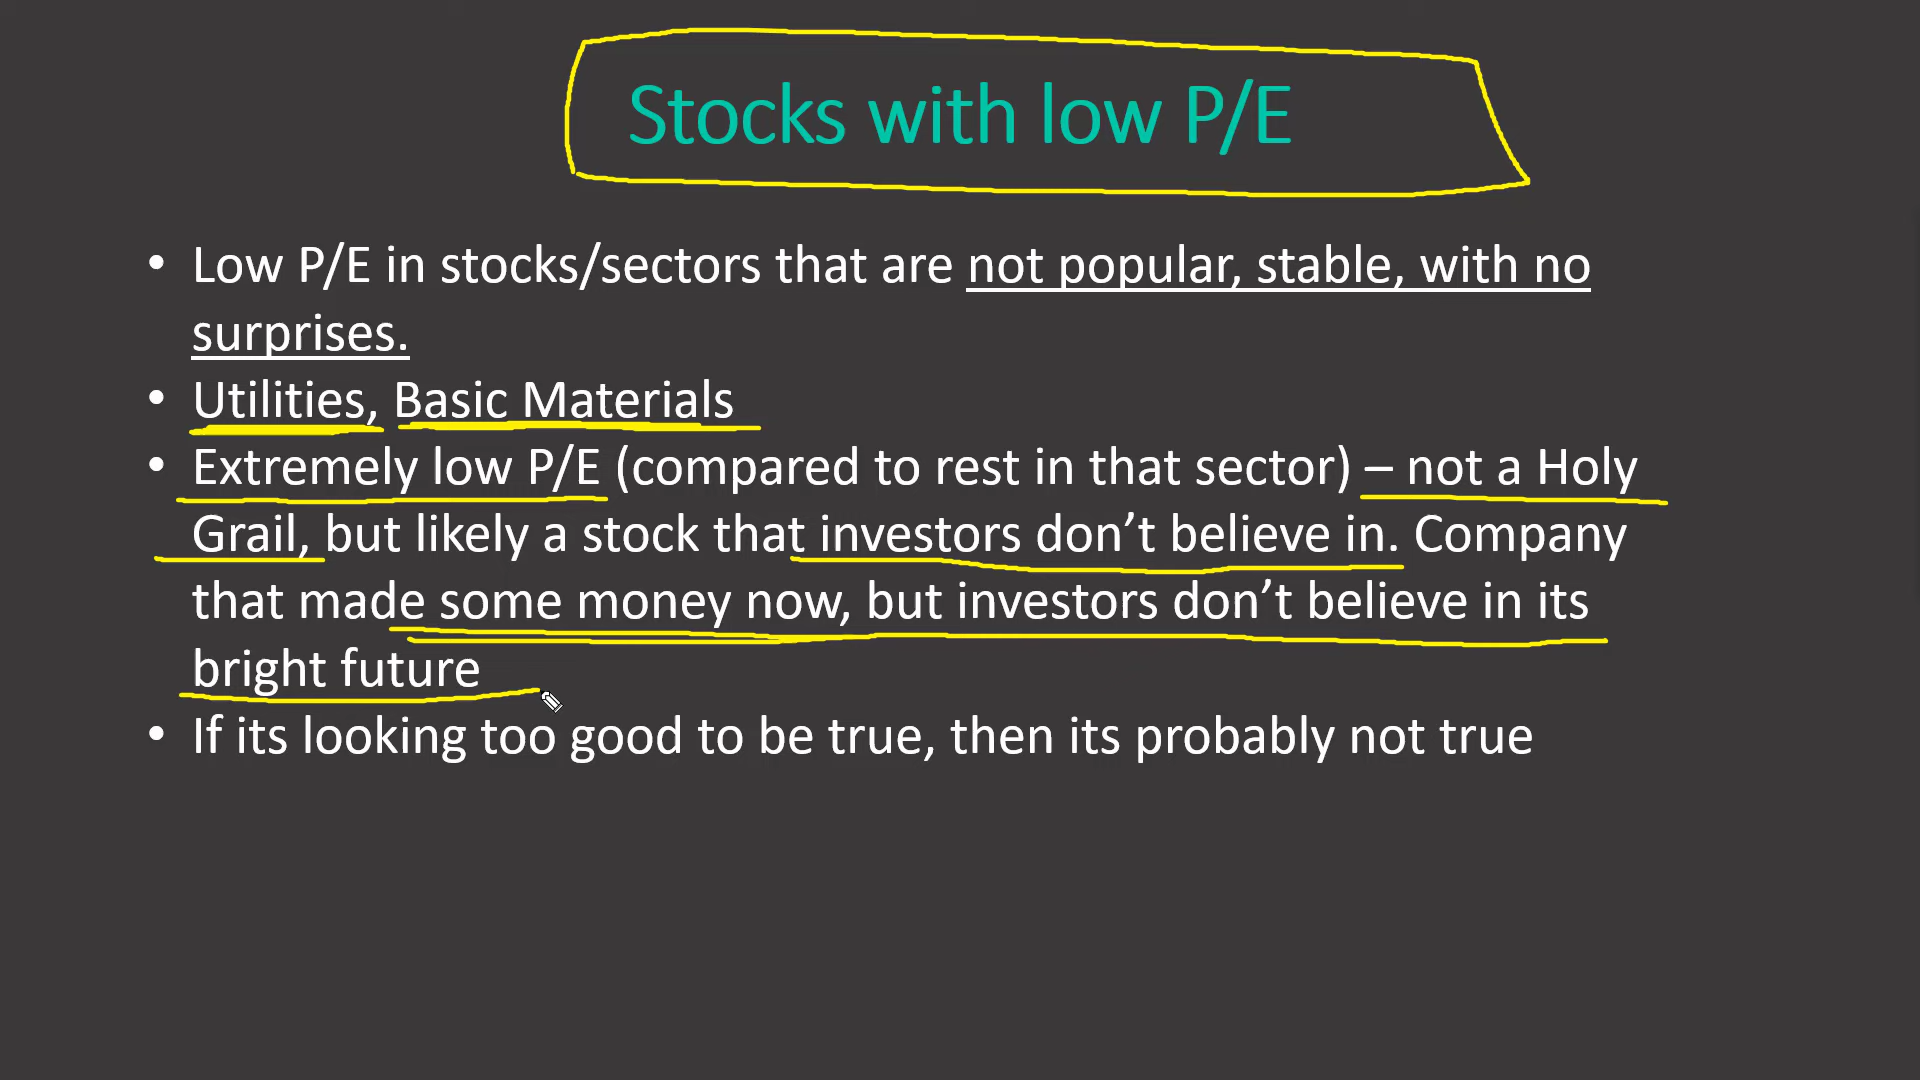 Stocks with low P/E
• Low P/E in stocks/sectors that are not popular, stable, with no
surprises.
• Utilities, Basic Materials
• Extremely low P/E (compared to rest in that sector) – not a Holy
Grail, but likely a stock that investors don’t believe in. Company
that made some money now, but investors don’t believe in its
bright future
• If its looking too good to be true, then its probably not true